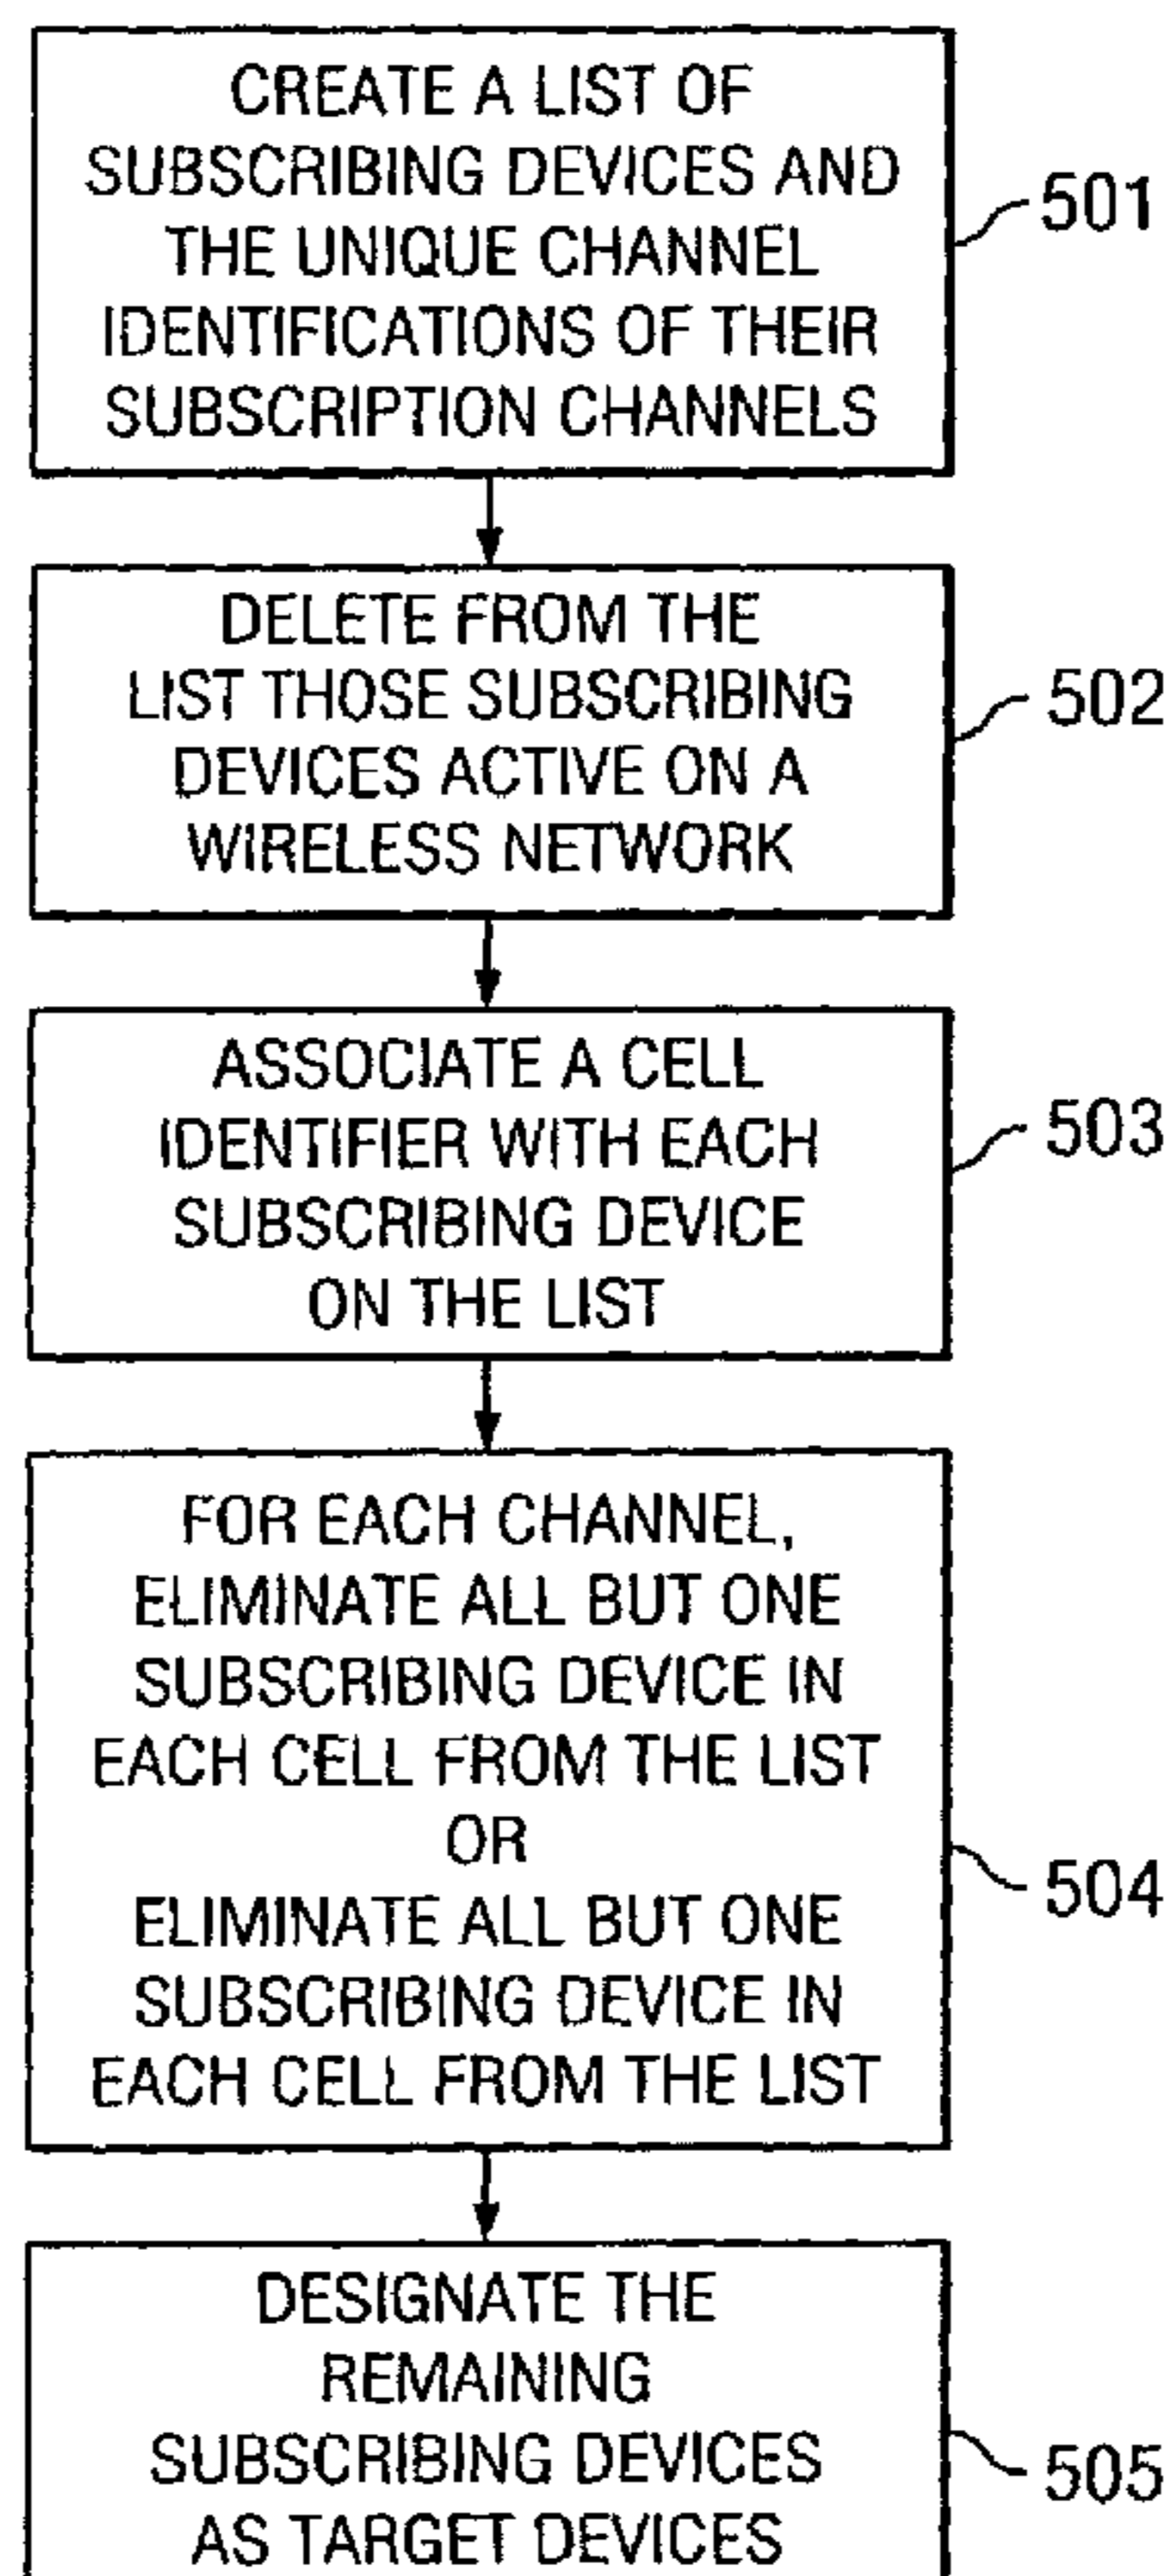 CREATE A LIST OF
SUBSCRIBING DEVICES AND
THE UNIQUE CHANNEL
IDENTIFICATIONS OF THEIR
SUBSCRIPTION CHANNELS
501
DELETE FROM THE
LIST THOSE SUBSCRIBING
DEVICES ACTIVE ON A
WIRELESS NETWORK
502
ASSOCIATE A CELL
IDENTIFIER WITH EACH
SUBSCRIBING DEVICE
ON THE LIST
503
FOR EACH CHANNEL,
ELIMINATE ALL BUT ONE
SUBSCRIBING DEVICE IN
EACH CELL FROM THE LIST
OR
ELIMINATE ALL BUT ONE
SUBSCRIBING DEVICE IN
EACH CELL FROM THE LIST
504
DESIGNATE THE
REMAINING
SUBSCRIBING DEVICES
AS TARGET DEVICES
505